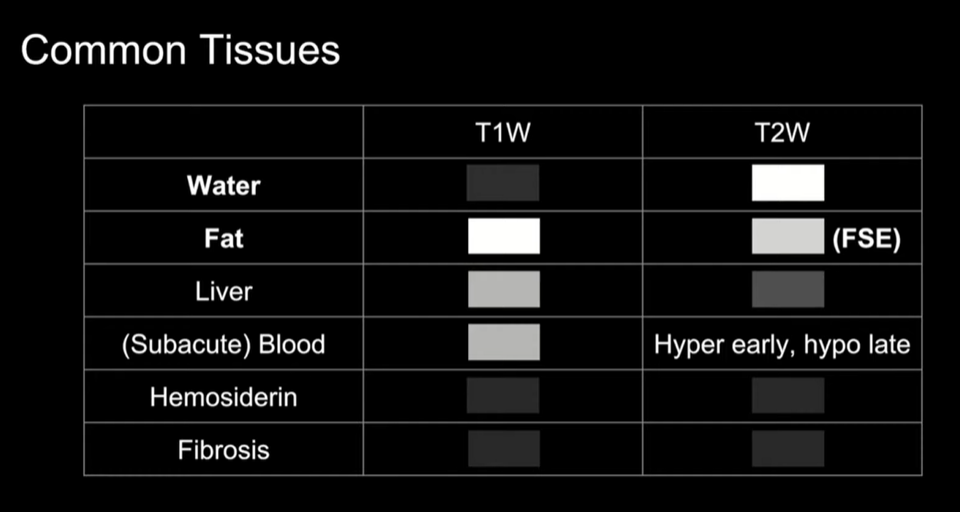 Common Tissues
T1W T2W
Water
Fat (FSE)
Liver
(Subacute) Blood Hyper early, hypo late
Hemosiderin
Fibrosis